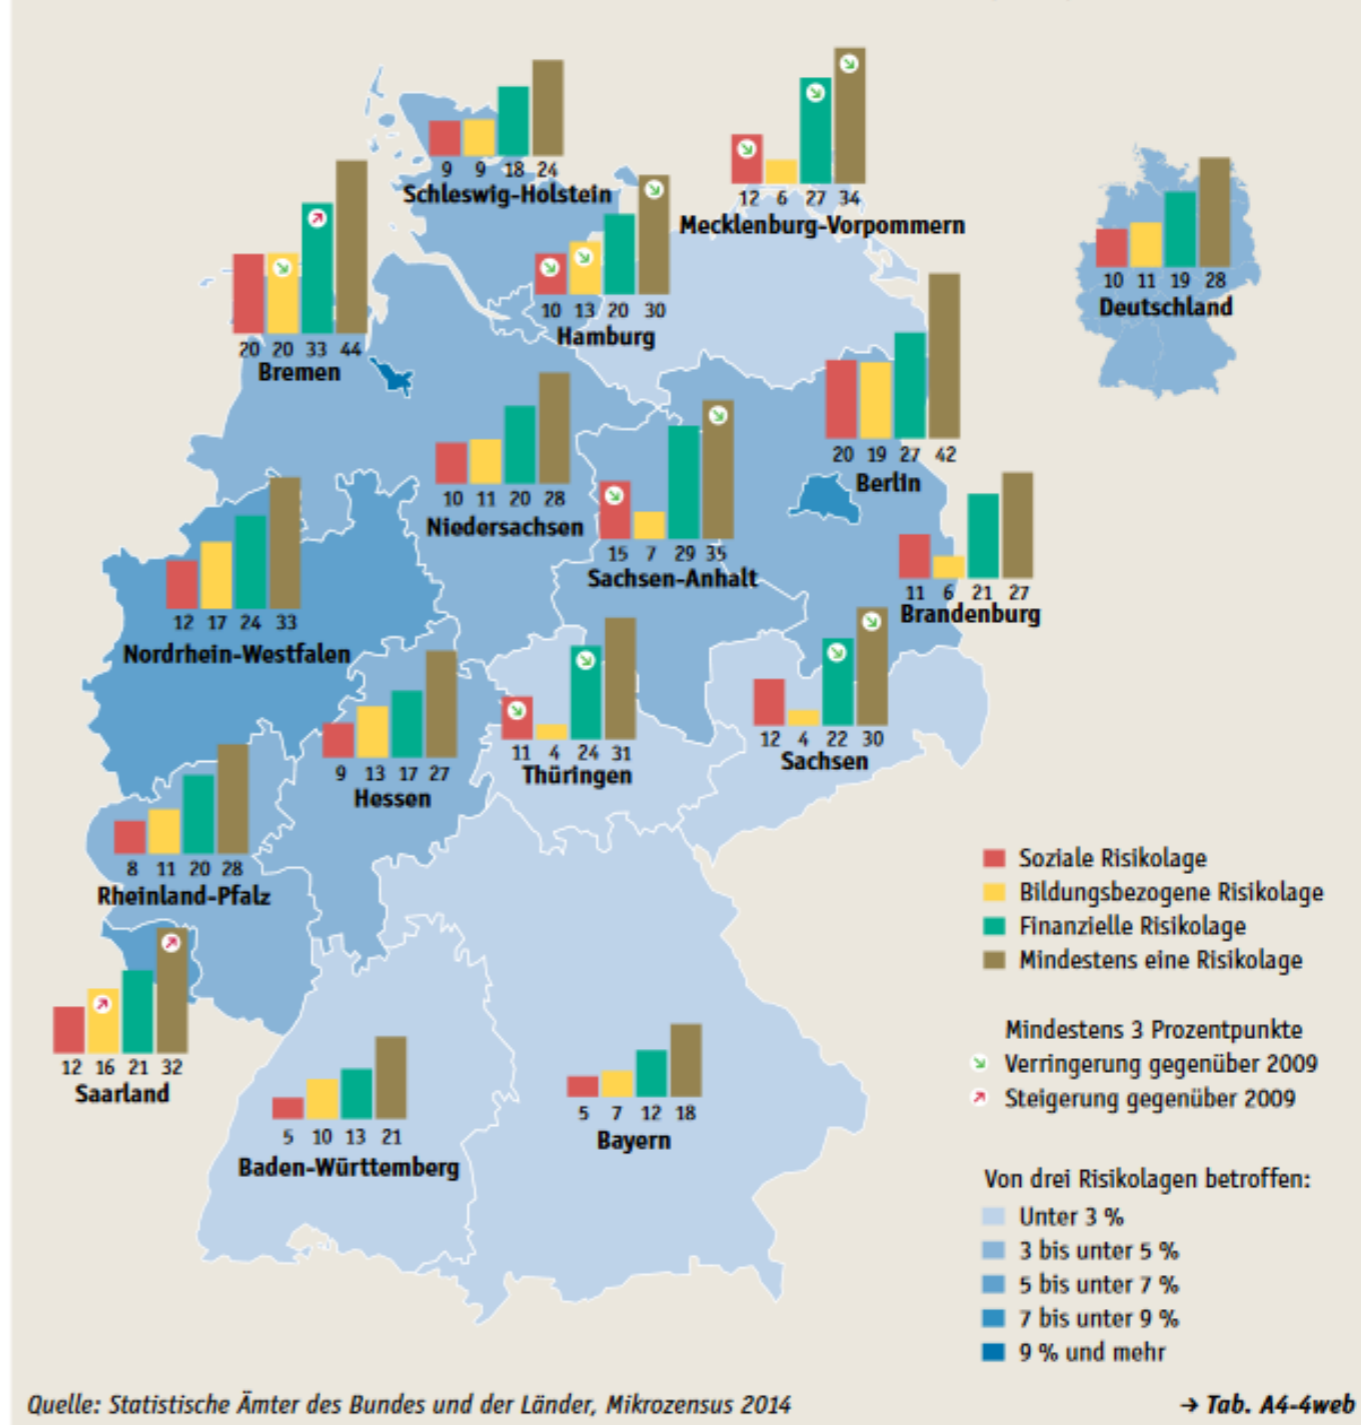 9 9 18 24
Schleswig-Holstein
12 6 27 34
Mecklenburg-Vorpommern
10 11 19 28
Deutschland
10 13 20 30
Hamburg
20 20 33 44
Bremen
20 19 27 42
Berlin
10 11 20 28
Niedersachsen
15 7 29 35
Sachsen-Anhalt
11 6 21 27
Brandenburg
12 17 24 33
Nordrhein-Westfalen
9 13 17 27
Hessen
11 4 24 31
Thüringen
12 4 22 30
Sachsen
8 11 20 28
Rheinland-Pfalz
12 16 21 32
Saarland
5 10 13 21
Baden-Württemberg
5 7 12 18
Bayern
Soziale Risikolage
Bildungsbezogene Risikolage
Finanzielle Risikolage
Mindestens eine Risikolage
Mindestens 3 Prozentpunkte
Verringerung gegenüber 2009
Steigerung gegenüber 2009
Von drei Risikolagen betroffen:
Unter 3 %
3 bis unter 5 %
5 bis unter 7 %
7 bis unter 9 %
9 % und mehr
Quelle: Statistische Ämter des Bundes und der Länder, Mikrozensus 2014
→ Tab. A4-4web